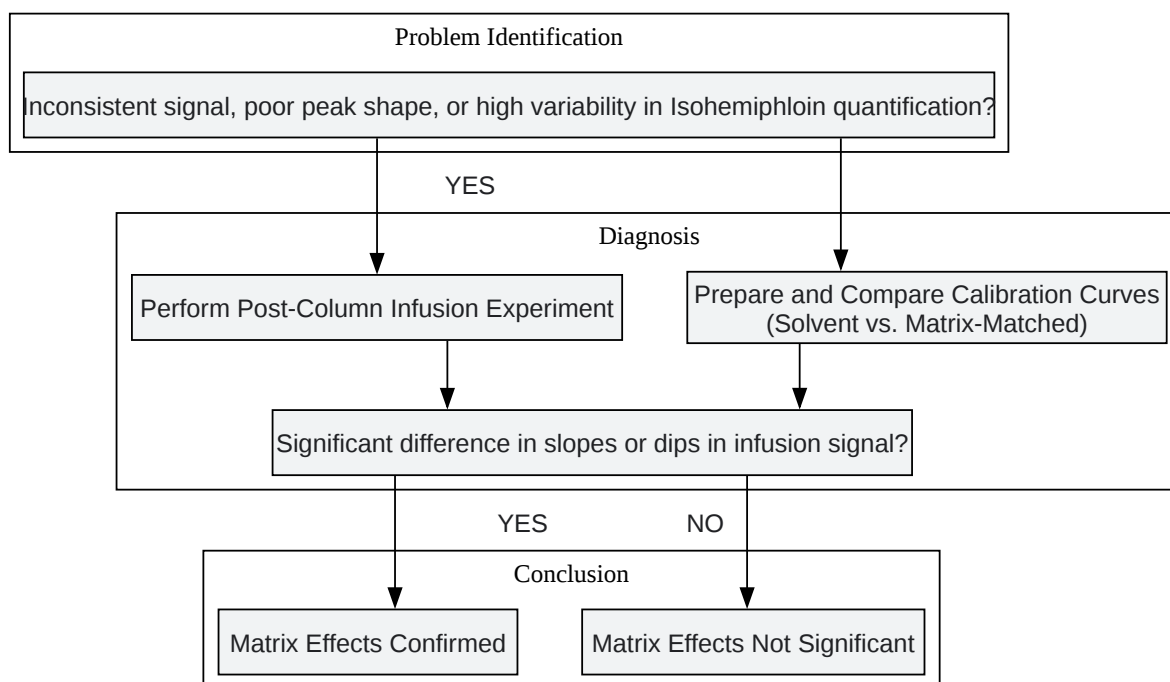 Problem Identification
Inconsistent signal, poor peak shape, or high variability in Isohemiphloin quantification?
YES
Diagnosis
Perform Post-Column Infusion Experiment
Prepare and Compare Calibration Curves
(Solvent vs. Matrix-Matched)
Significant difference in slopes or dips in infusion signal?
YES
NO
Conclusion
Matrix Effects Confirmed
Matrix Effects Not Significant